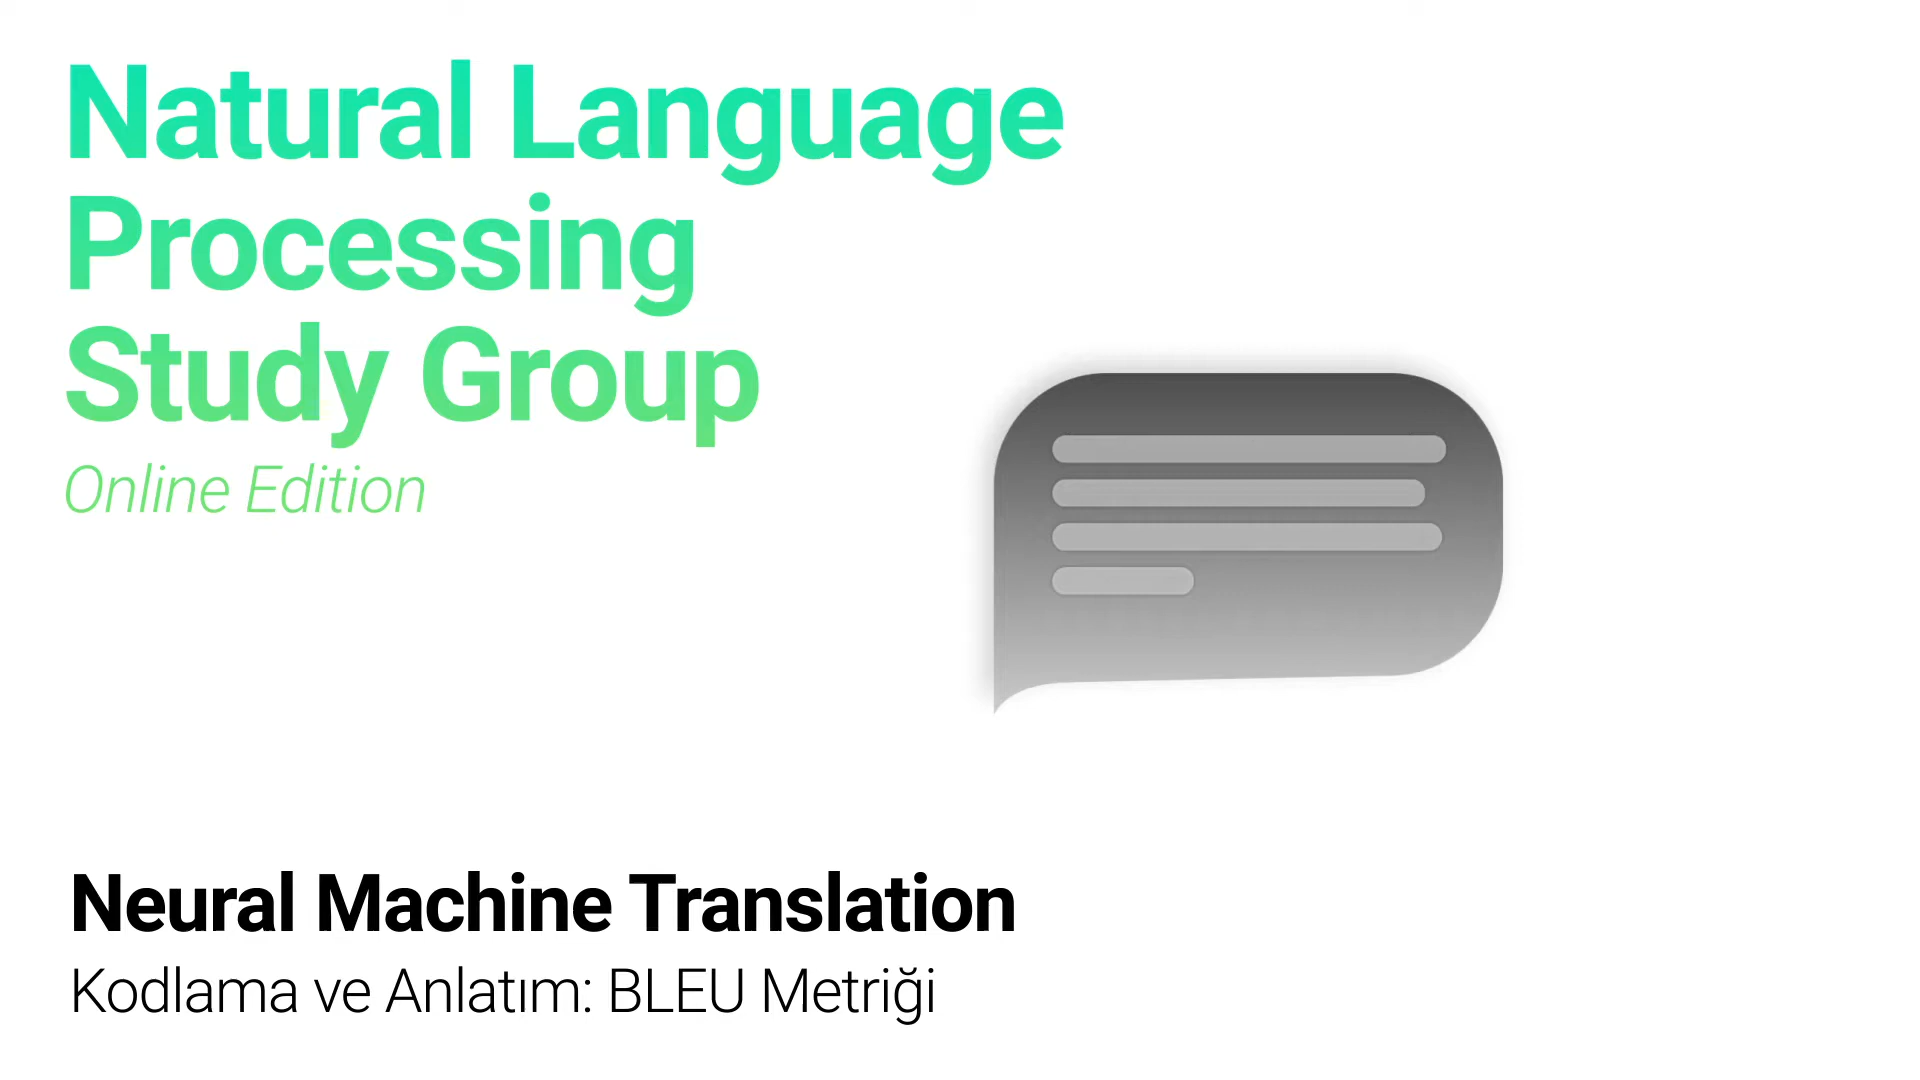 Natural Language
Processing
Study Group
Online Edition
Neural Machine Translation
Kodlama ve Anlatım: BLEU Metriği